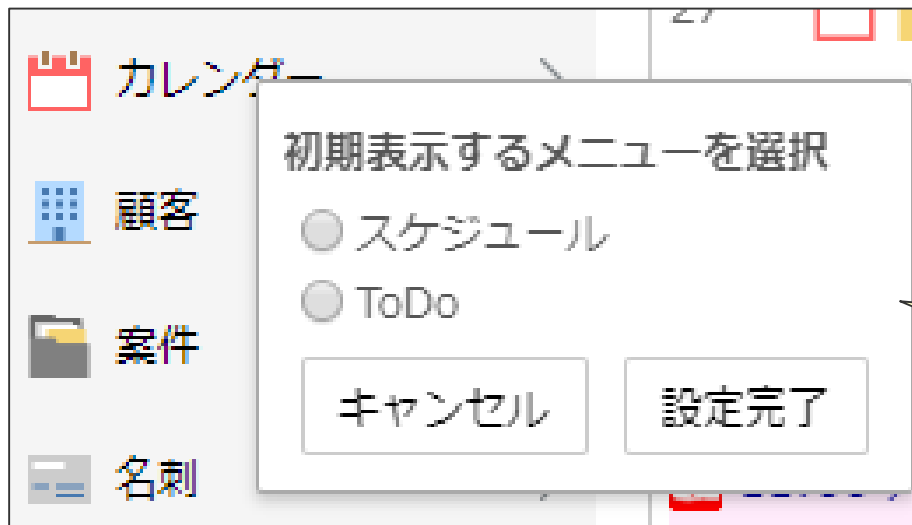 27
カレンダー
初期表示するメニューを選択
顧客
スケジュール
ToDo
案件
キャンセル
設定完了
名刺